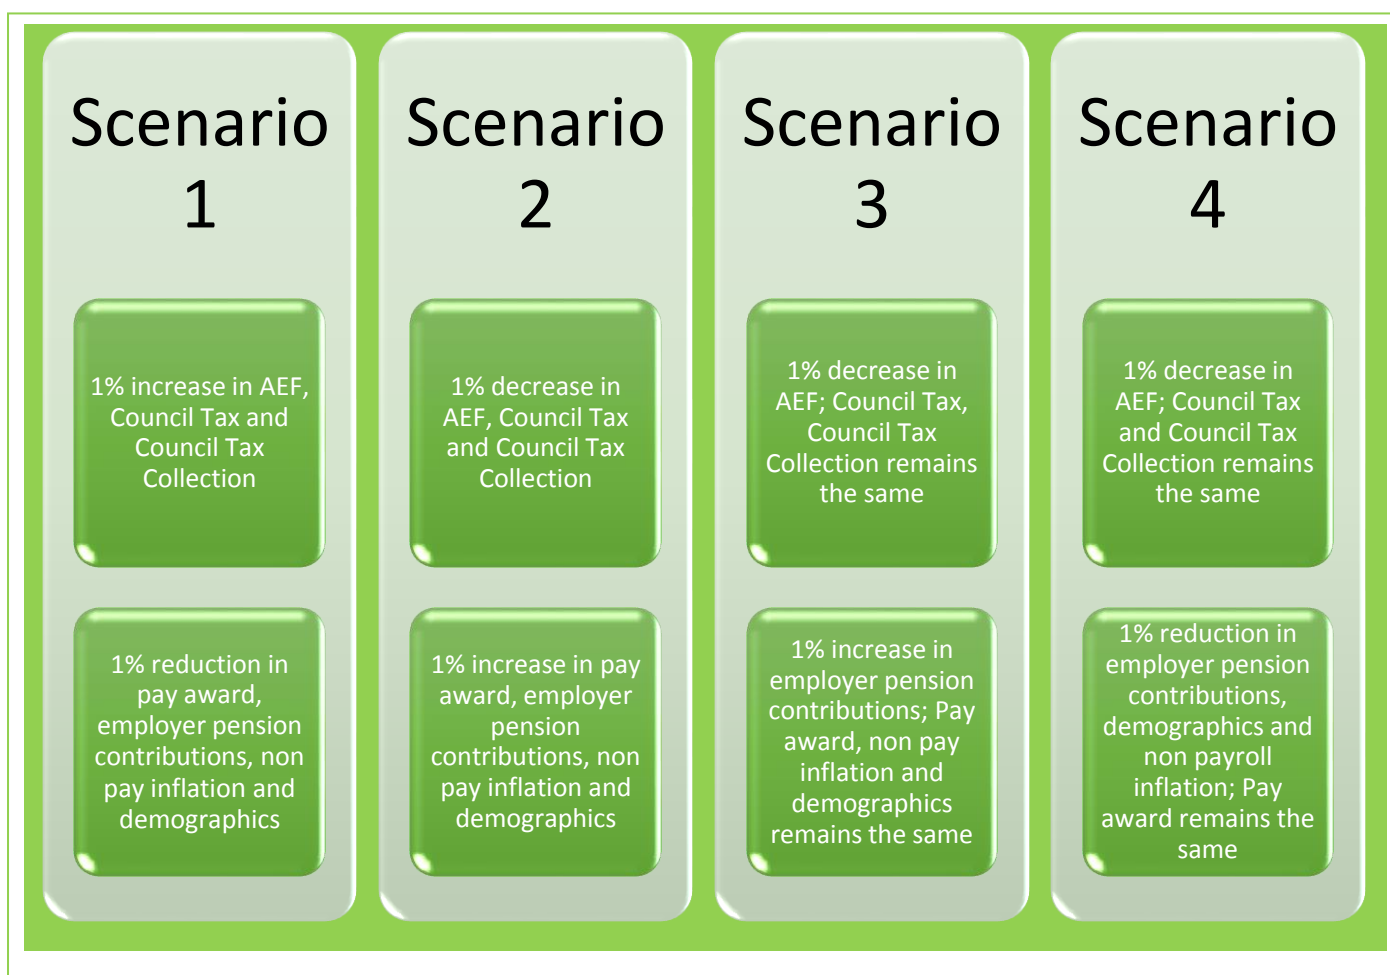 Scenario
1
1% increase in AEF,
Council Tax and
Council Tax
Collection
1% reduction in
pay award,
employer pension
contributions, non
pay inflation and
demographics
Scenario
2
1% decrease in
AEF, Council Tax
and Council Tax
Collection
1% increase in pay
award, employer
pension
contributions, non
pay inflation and
demographics
Scenario
3
1% decrease in
AEF; Council Tax,
Council Tax
Collection remains
the same
1% increase in
employer pension
contributions; Pay
award, non pay
inflation and
demographics
remains the same
Scenario
4
1% decrease in
AEF; Council Tax
and Council Tax
Collection remains
the same
1% reduction in
employer pension
contributions,
demographics and
non payroll
inflation; Pay
award remains the
same